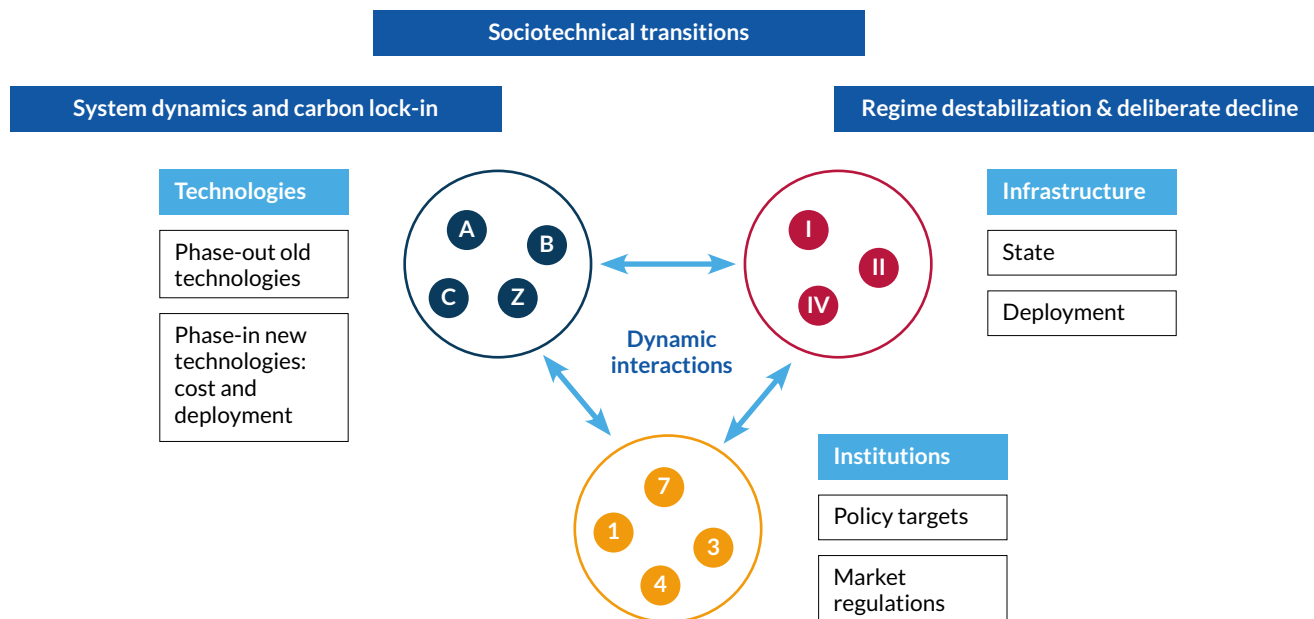 Sociotechnical transitions
System dynamics and carbon lock-in
Regime destabilization & deliberate decline
Technologies
Phase-out old
technologies
Phase-in new
technologies:
cost and
deployment
A
B
C
Z
I
II
IV
Infrastructure
State
Deployment
Dynamic
interactions
7
1
3
4
Institutions
Policy targets
Market
regulations